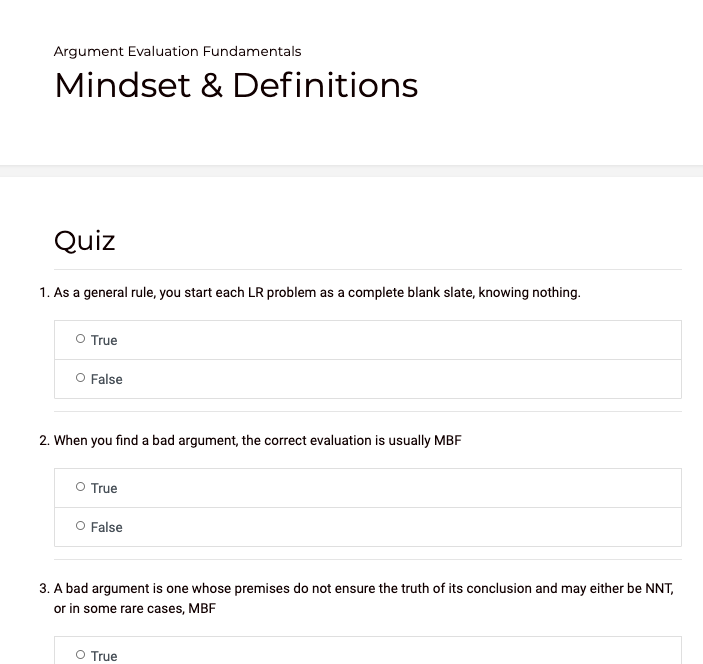 Argument Evaluation Fundamentals
Mindset & Definitions
Quiz
1. As a general rule, you start each LR problem as a complete blank slate, knowing nothing.
True
False
2. When you find a bad argument, the correct evaluation is usually MBF
True
False
3. A bad argument is one whose premises do not ensure the truth of its conclusion and may either be NNT,
or in some rare cases, MBF
True